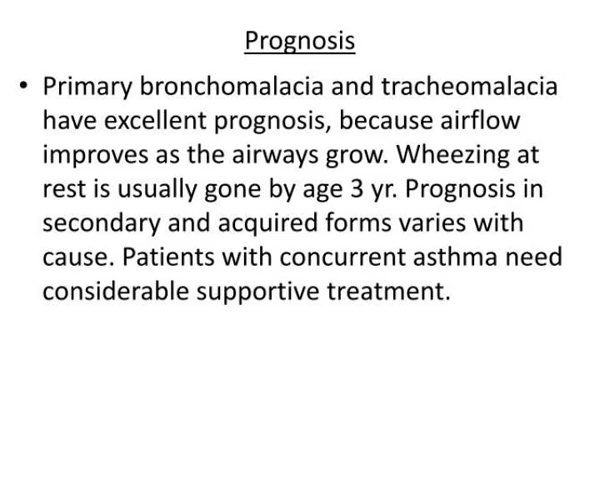 Prognosis
• Primary bronchomalacia and tracheomalacia
have excellent prognosis, because airflow
improves as the airways grow. Wheezing at
rest is usually gone by age 3 yr. Prognosis in
secondary and acquired forms varies with
cause. Patients with concurrent asthma need
considerable supportive treatment.